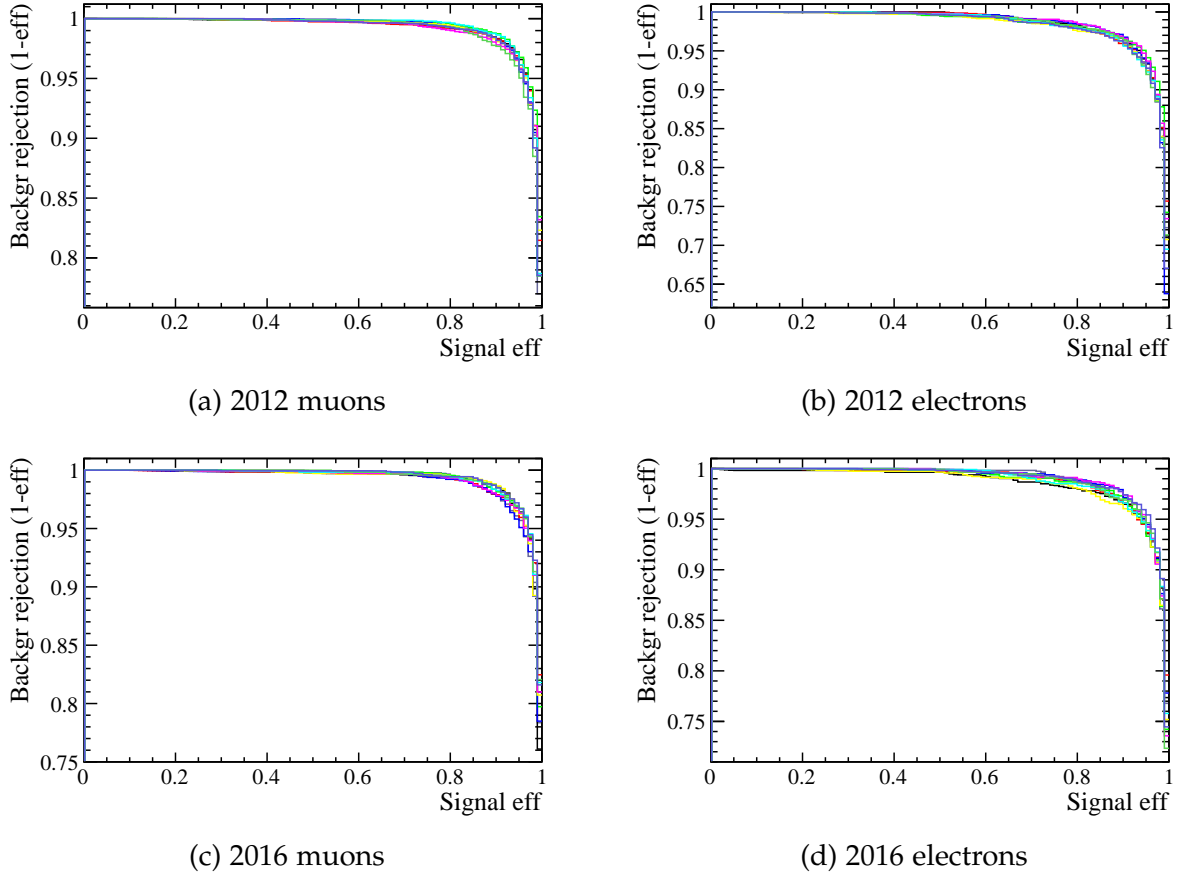 Backgr rejection (1-eff)
1
0.95
0.9
0.85
0.8
0 0.2 0.4 0.6 0.8 1
Signal eff
(a) 2012 muons
Backgr rejection (1-eff)
1
0.95
0.9
0.85
0.8
0.75
0.7
0.65
0 0.2 0.4 0.6 0.8 1
Signal eff
(b) 2012 electrons
Backgr rejection (1-eff)
1
0.95
0.9
0.85
0.8
0.75
0 0.2 0.4 0.6 0.8 1
Signal eff
(c) 2016 muons
Backgr rejection (1-eff)
1
0.95
0.9
0.85
0.8
0.75
0 0.2 0.4 0.6 0.8 1
Signal eff
(d) 2016 electrons